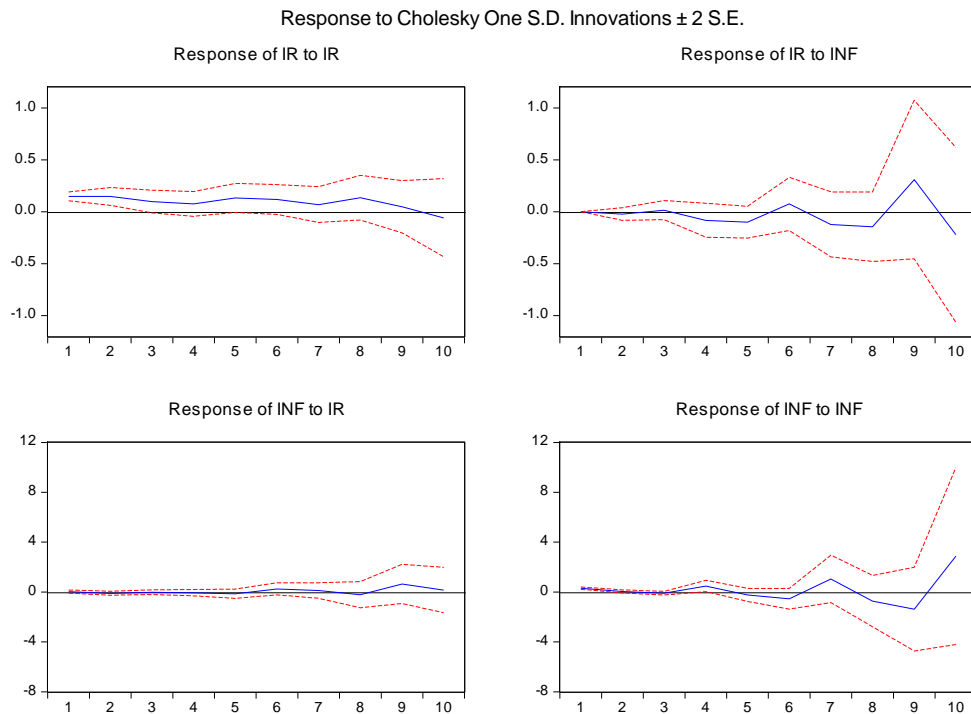 Response to Cholesky One S.D. Innovations ± 2 S.E.
Response of IR to IR
1.0
0.5
0.0
-0.5
-1.0
1 2 3 4 5 6 7 8 9 10
Response of IR to INF
1.0
0.5
0.0
-0.5
-1.0
1 2 3 4 5 6 7 8 9 10
Response of INF to IR
12
8
4
0
-4
-8
1 2 3 4 5 6 7 8 9 10
Response of INF to INF
12
8
4
0
-4
-8
1 2 3 4 5 6 7 8 9 10